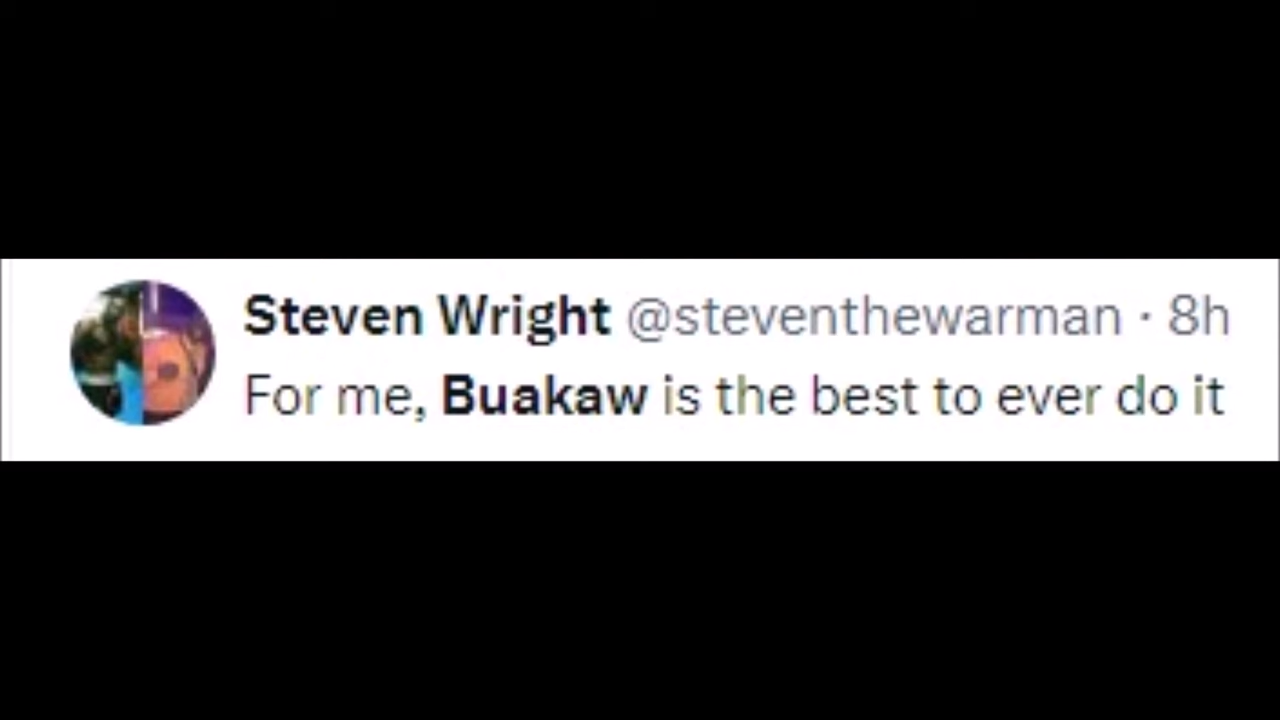 Steven Wright @steventhewarman · 8h
For me, Buakaw is the best to ever do it